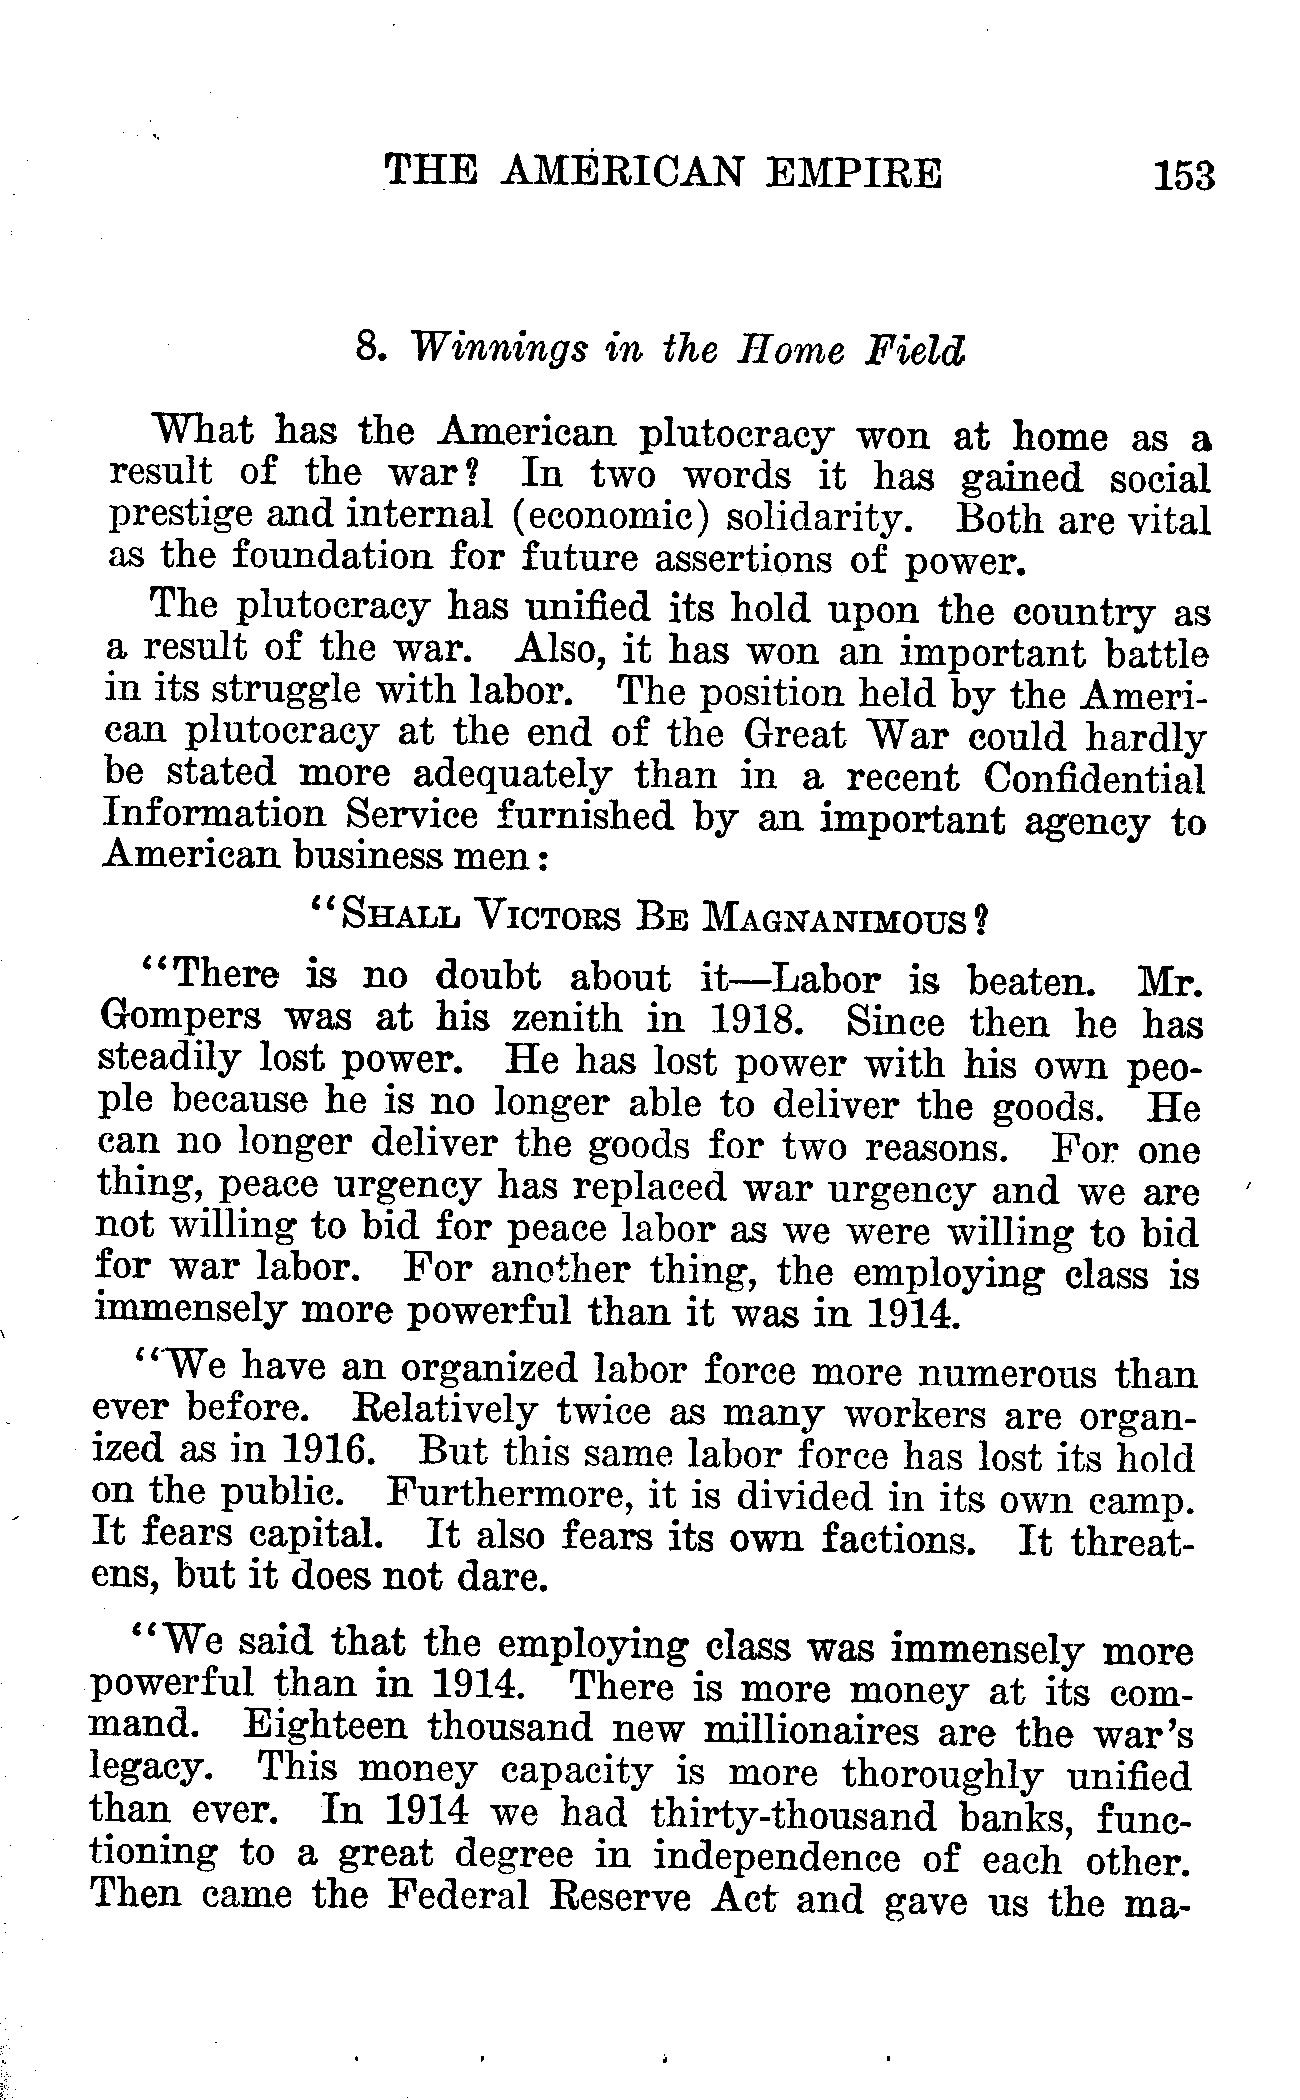 THE AMERICAN EMPIRE 153
8. Winnings in the Home Field
What has the American plutocracy won at home as a
result of the war? In two words it has gained social
prestige and internal (economic) solidarity. Both are vital
as the foundation for future assertions of power.
The plutocracy has unified its hold upon the country as
a result of the war. Also, it has won an important battle
in its struggle with labor. The position held by the Ameri-
can plutocracy at the end of the Great War could hardly
be stated more adequately than in a recent Confidential
Information Service furnished by an important agency to
American business men:
"SHALL VICTORS BE MAGNANIMOUS?
"There is no doubt about it—Labor is beaten. Mr.
Gompers was at his zenith in 1918. Since then he has
steadily lost power. He has lost power with his own peo-
ple because he is no longer able to deliver the goods. He
can no longer deliver the goods for two reasons. For one
thing, peace urgency has replaced war urgency and we are
not willing to bid for peace labor as we were willing to bid
for war labor. For another thing, the employing class is
immensely more powerful than it was in 1914.
"We have an organized labor force more numerous than
ever before. Relatively twice as many workers are organ-
ized as in 1916. But this same labor force has lost its hold
on the public. Furthermore, it is divided in its own camp.
It fears capital. It also fears its own factions. It threat-
ens, but it does not dare.
"We said that the employing class was immensely more
powerful than in 1914. There is more money at its com-
mand. Eighteen thousand new millionaires are the war's
legacy. This money capacity is more thoroughly unified
than ever. In 1914 we had thirty-thousand banks, func-
tioning to a great degree in independence of each other.
Then came the Federal Reserve Act and gave us the ma-